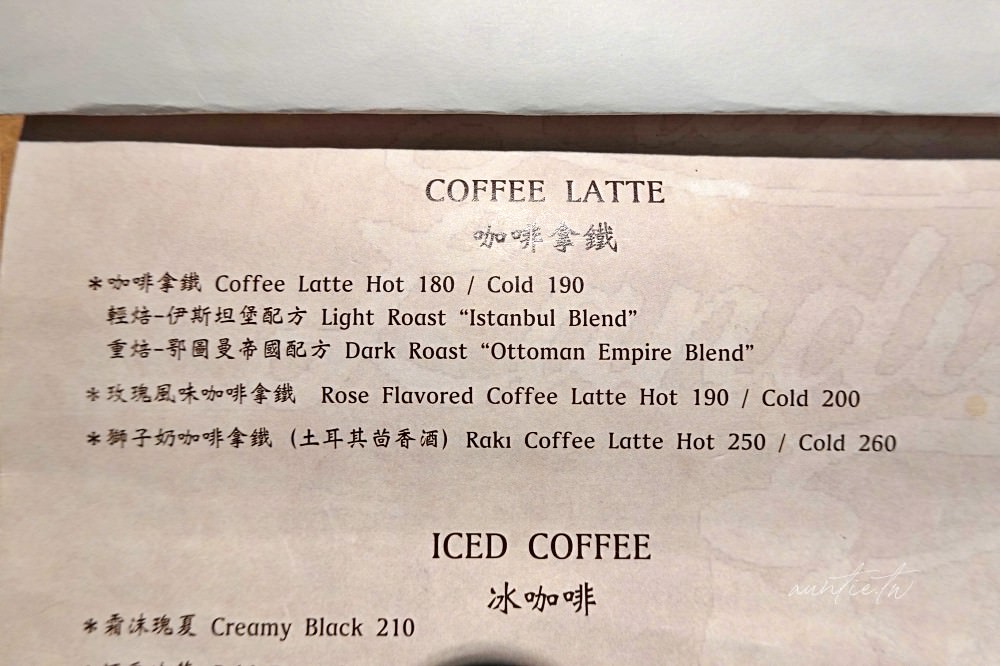 COFFEE LATTE
咖啡拿鐵
*咖啡拿鐵 Coffee Latte Hot 180 / Cold 190
輕焙-伊斯坦堡配方 Light Roast “Istanbul Blend”
重焙-鄂圖曼帝國配方 Dark Roast “Ottoman Empire Blend”
*玫瑰風味咖啡拿鐵 Rose Flavored Coffee Latte Hot 190 / Cold 200
*獅子奶咖啡拿鐵 (土耳其茴香酒) Rakı Coffee Latte Hot 250 / Cold 260
ICED COFFEE
冰咖啡
*霜沫瑰夏 Creamy Black 210
auntie.tw